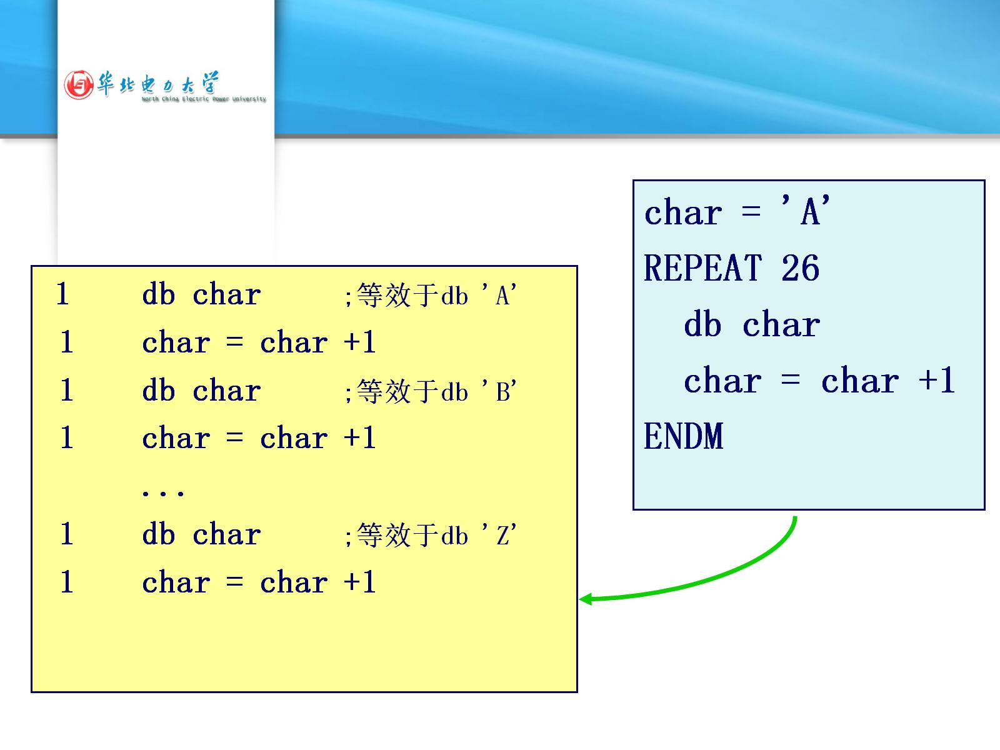 华北电力大学
North China Electric Power University
char = 'A'
REPEAT 26
db char
char = char +1
ENDM
1 db char ;等效于db 'A'
1 char = char +1
1 db char ;等效于db 'B'
1 char = char +1
...
1 db char ;等效于db 'Z'
1 char = char +1